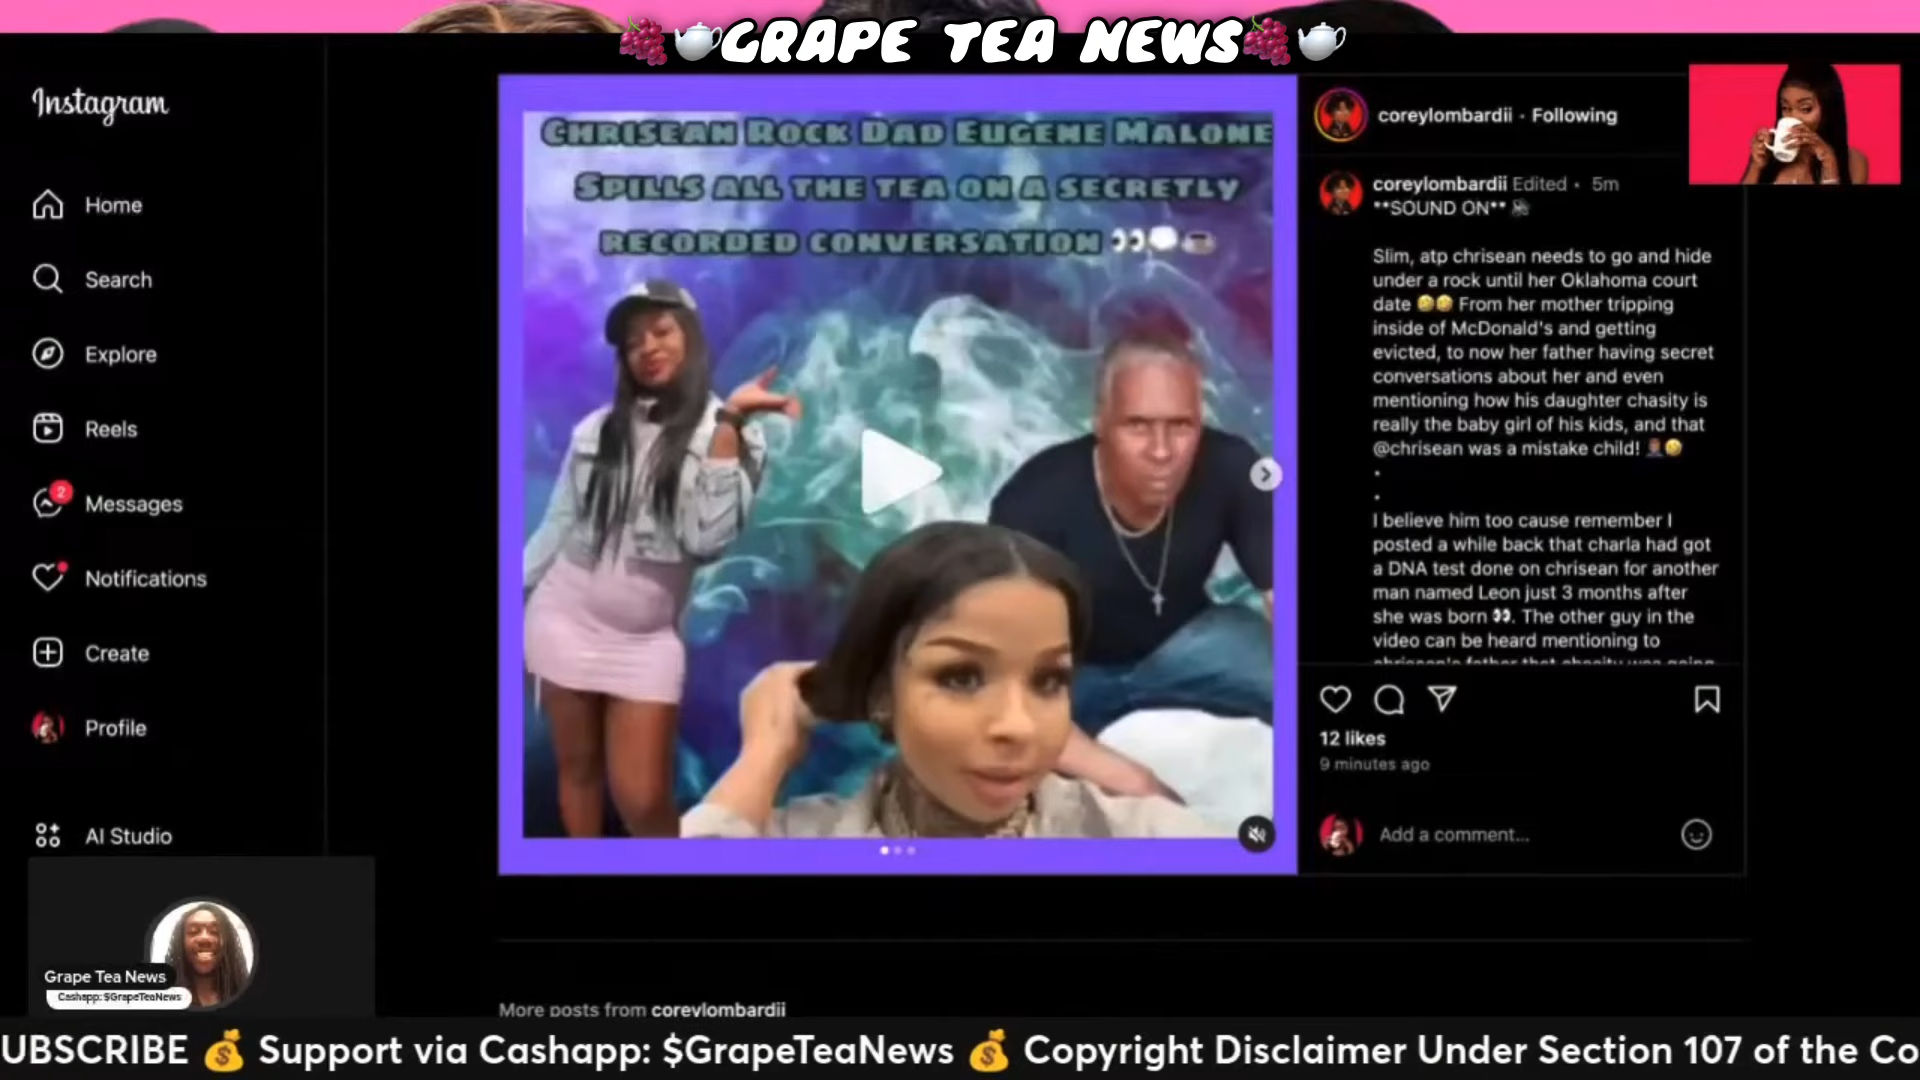 GRAPE TEA NEWS
Instagram
Home
Search
Explore
Reels
2
Messages
Notifications
Create
Profile
AI Studio
Grape Tea News
Cashapp: $GrapeTeaNews
CHRISEAN ROCK DAD EUGENE MALONE
SPILLS ALL THE TEA ON A SECRETLY
RECORDED CONVERSATION
coreylombardii • Following
coreylombardii Edited • 5m
**SOUND ON**
Slim, atp chrisean needs to go and hide
under a rock until her Oklahoma court
date 🤣🤣 From her mother tripping
inside of McDonald's and getting
evicted, to now her father having secret
conversations about her and even
mentioning how his daughter chasity is
really the baby girl of his kids, and that
@chrisean was a mistake child!
.
.
I believe him too cause remember I
posted a while back that charla had got
a DNA test done on chrisean for another
man named Leon just 3 months after
she was born 👀. The other guy in the
video can be heard mentioning to
12 likes
9 minutes ago
Add a comment...
More posts from coreylombardii
UBSCRIBE 💰 Support via Cashapp: $GrapeTeaNews 💰 Copyright Disclaimer Under Section 107 of the Co